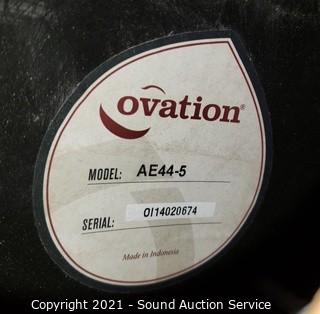 Ovation®
MODEL: AE44-5
SERIAL: OI14020674
Made in Indonesia
Copyright 2021 - Sound Auction Service